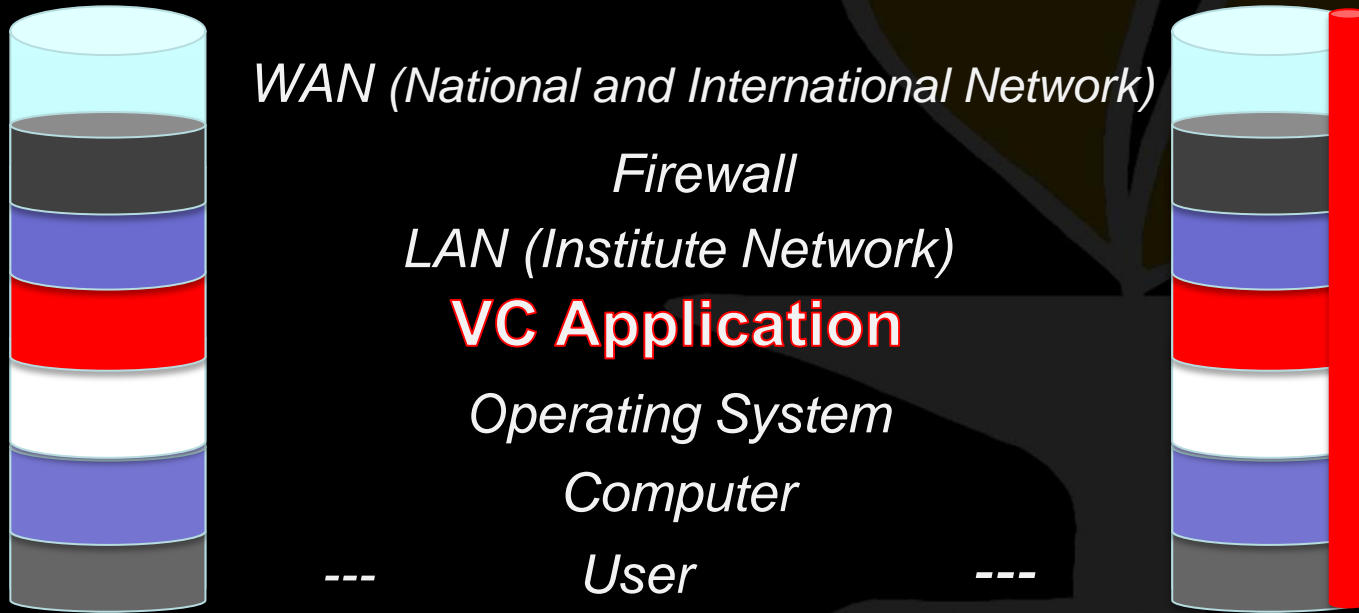 WAN (National and International Network)
Firewall
LAN (Institute Network)
VC Application
Operating System
Computer
--- User ---